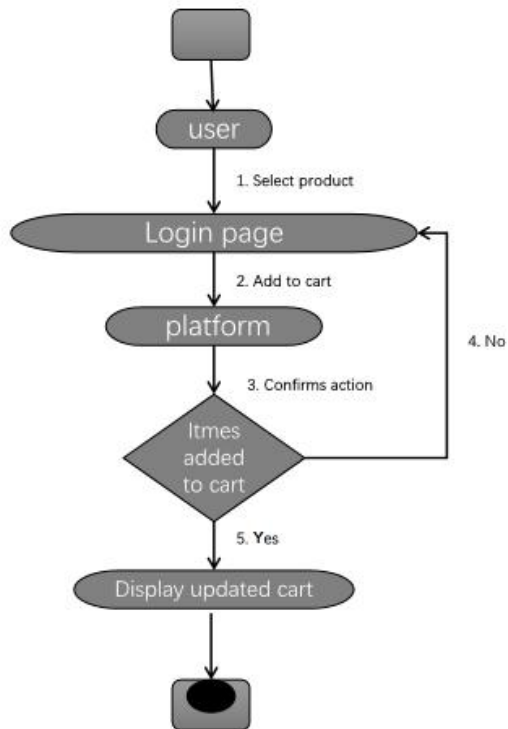 user
1. Select product
Login page
2. Add to cart
platform
4. No
3. Confirms action
Itmes
added
to cart
5. Yes
Display updated cart